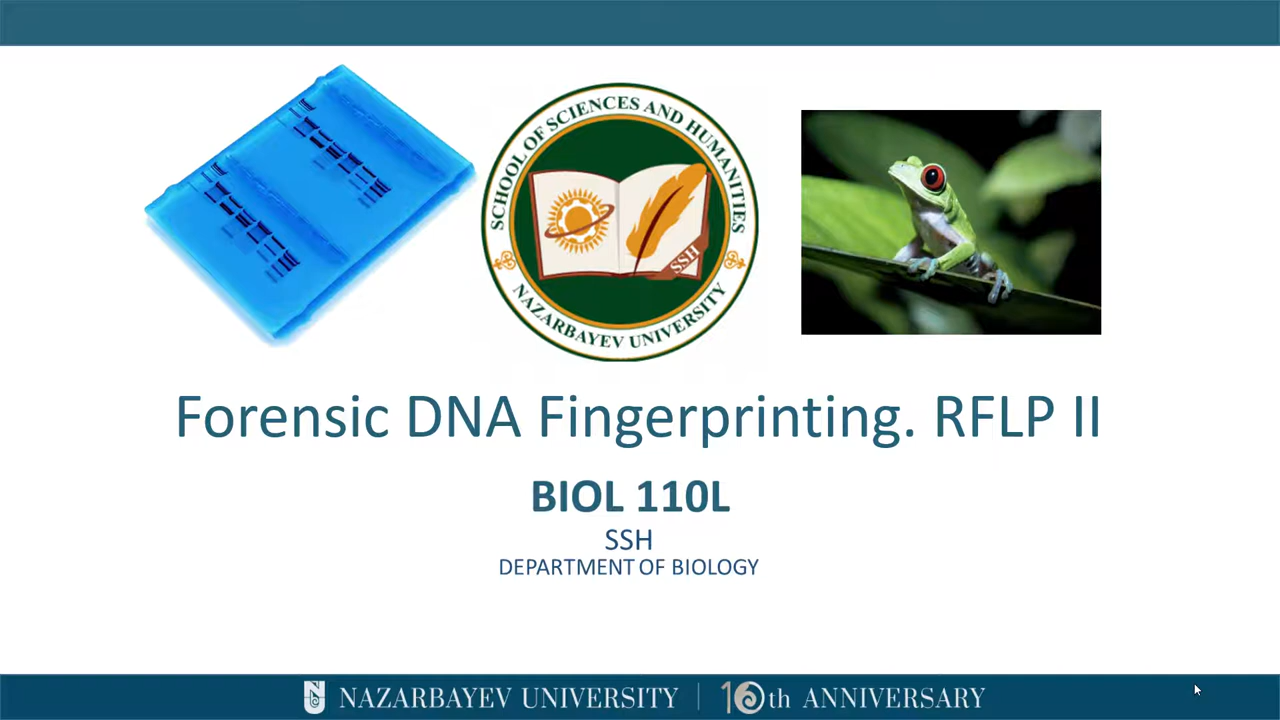 SCHOOL OF SCIENCES AND HUMANITIES
SSH
NAZARBAYEV UNIVERSITY
Forensic DNA Fingerprinting. RFLP II
BIOL 110L
SSH
DEPARTMENT OF BIOLOGY
NAZARBAYEV UNIVERSITY | 10th ANNIVERSARY